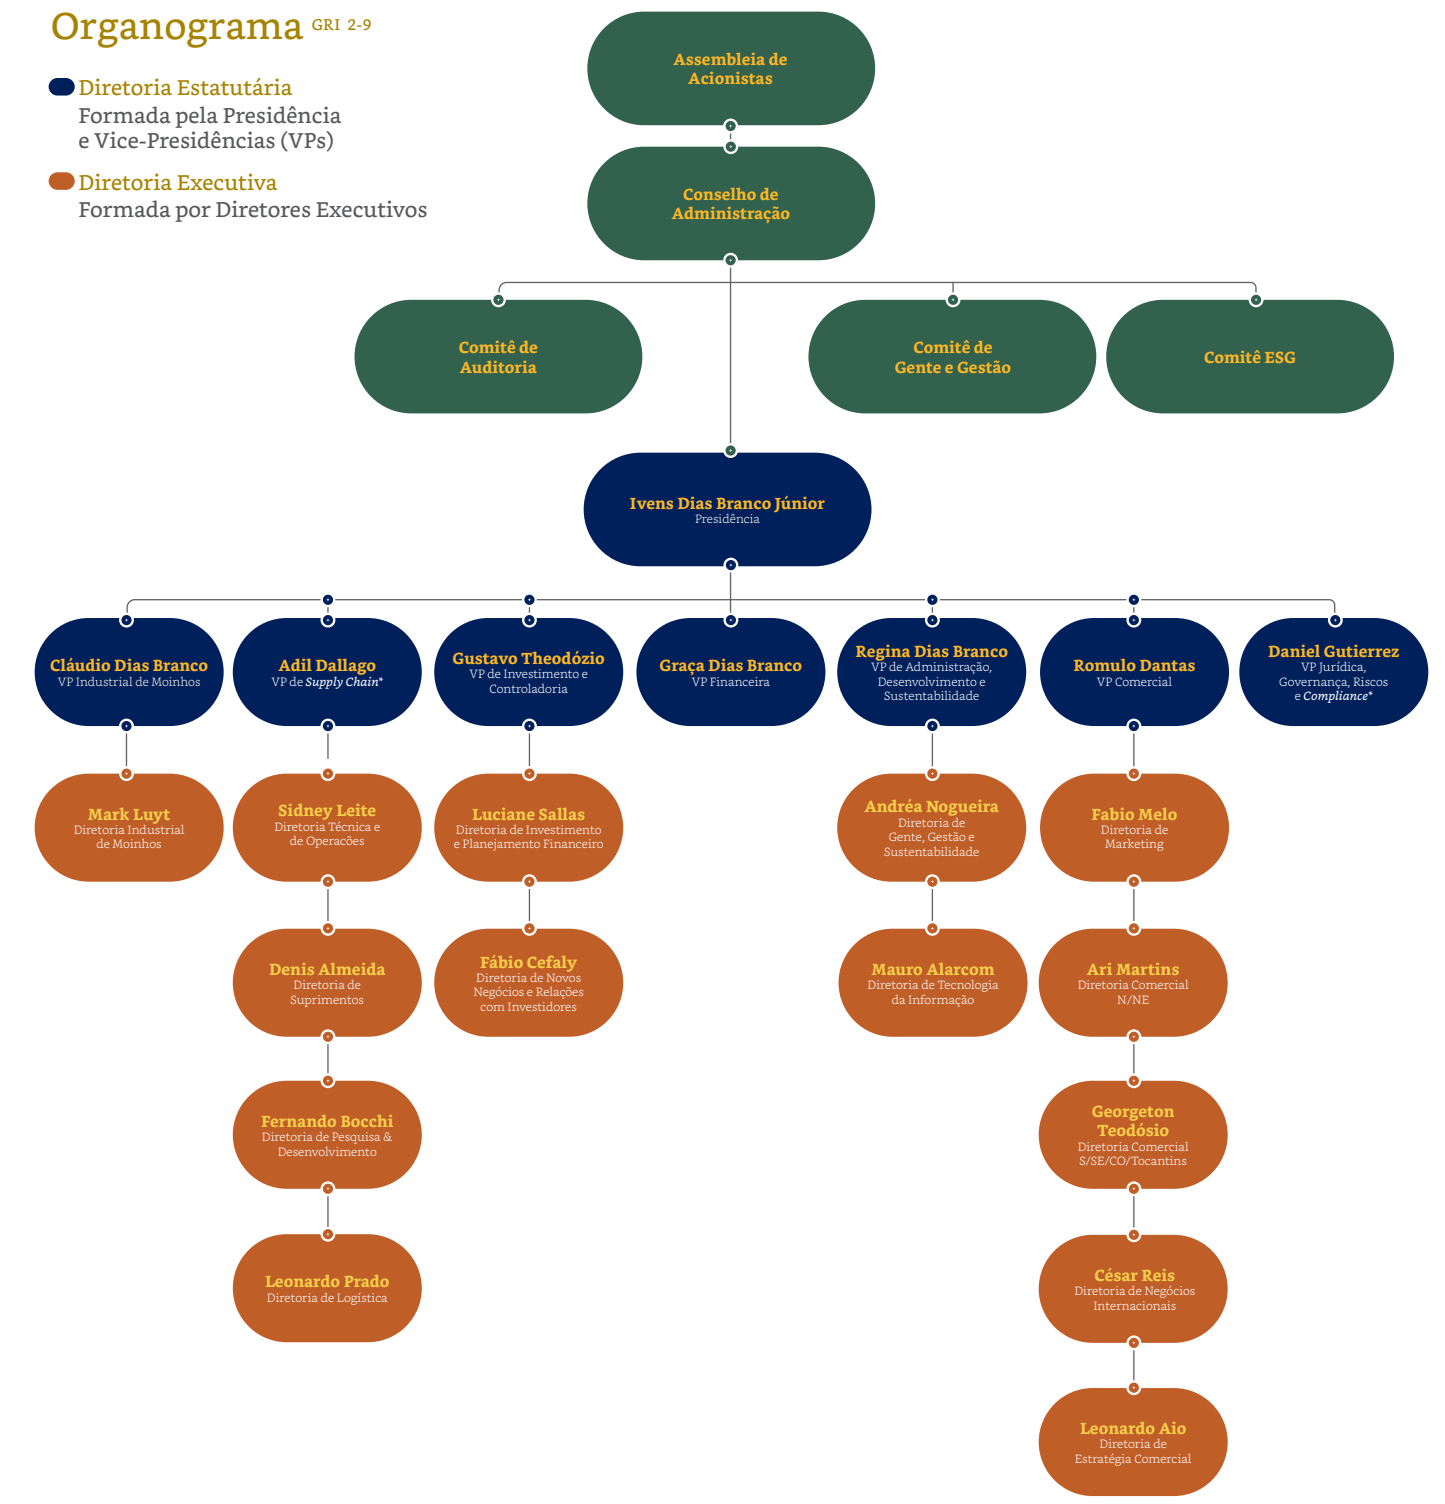 Organograma GRI 2-9
Diretoria Estatutária
Formada pela Presidência
e Vice-Presidências (VPs)
Diretoria Executiva
Formada por Diretores Executivos
Assembleia de
Acionistas
Conselho de
Administração
Comitê de
Auditoria
Comitê de
Gente e Gestão
Comitê ESG
Ivens Dias Branco Júnior
Presidência
Cláudio Dias Branco
VP Industrial de Moinhos
Adil Dallago
VP de Supply Chain*
Gustavo Theodózio
VP de Investimento e
Controladoria
Graça Dias Branco
VP Financeira
Regina Dias Branco
VP de Administração,
Desenvolvimento e
Sustentabilidade
Romulo Dantas
VP Comercial
Daniel Gutierrez
VP Jurídica,
Governança, Riscos
e Compliance*
Mark Luyt
Diretoria Industrial
de Moinhos
Sidney Leite
Diretoria Técnica e
de Operacões
Luciane Sallas
Diretoria de Investimento
e Planejamento Financeiro
Andréa Nogueira
Diretoria de
Gente, Gestão e
Sustentabilidade
Fabio Melo
Diretoria de
Marketing
Denis Almeida
Diretoria de
Suprimentos
Fábio Cefaly
Diretoria de Novos
Negócios e Relações
com Investidores
Mauro Alarcom
Diretoria de Tecnologia
da Informação
Ari Martins
Diretoria Comercial
N/NE
Fernando Bocchi
Diretoria de Pesquisa &
Desenvolvimento
Georgeton
Teodósio
Diretoria Comercial
S/SE/CO/Tocantins
Leonardo Prado
Diretoria de Logística
César Reis
Diretoria de Negócios
Internacionais
Leonardo Aio
Diretoria de
Estratégia Comercial